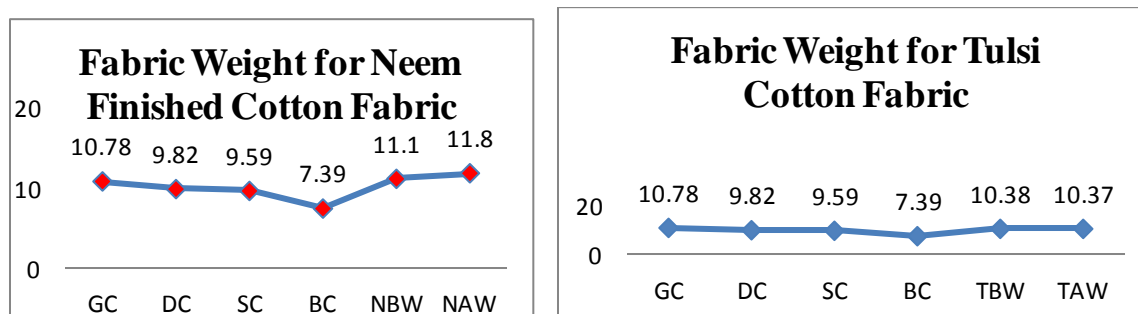 Fabric Weight for Neem
Finished Cotton Fabric
20
10
0
10.78 9.82 9.59 7.39 11.1 11.8
GC DC SC BC NBW NAW
Fabric Weight for Tulsi
Cotton Fabric
20
0
10.78 9.82 9.59 7.39 10.38 10.37
GC DC SC BC TBW TAW